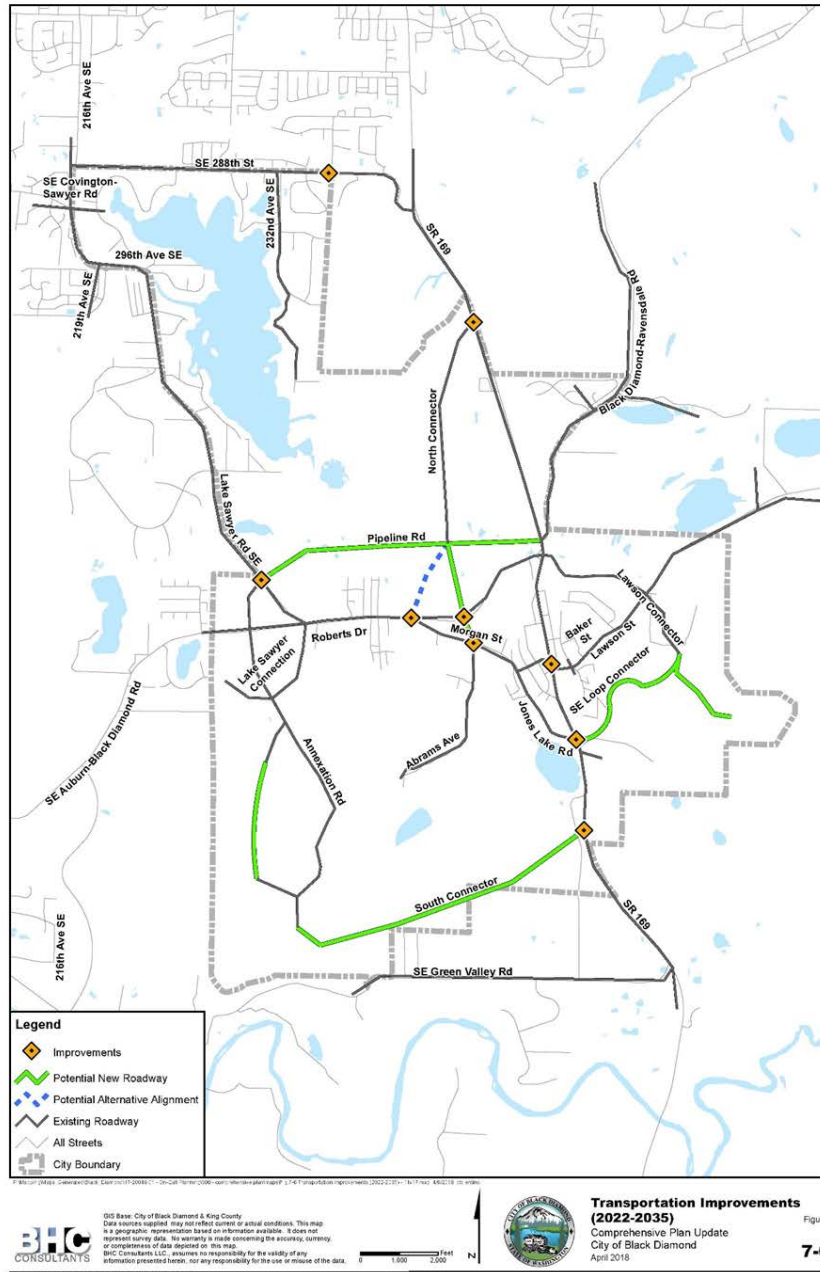 216th Ave SE
SE 288th St
SE Covington-
Sawyer Rd
232nd Ave SE
SR 169
296th Ave SE
219th Ave SE
Black Diamond-Ravensdale Rd
North Connector
Lake Sawyer Rd SE
Pipeline Rd
Lawson Connector
Roberts Dr
Morgan St
Baker
St
Lawson St
Lake Sawyer
Connection
SE Loop Connector
Jones Lake Rd
Abrams Ave
SE Auburn-Black Diamond Rd
Annexation Rd
South Connector
SR 169
216th Ave SE
SE Green Valley Rd
Legend
Improvements
Potential New Roadway
Potential Alternative Alignment
Existing Roadway
All Streets
City Boundary
BHC
CONSULTANTS
GIS Base: City of Black Diamond & King County
Data sources supplied may not reflect current or actual conditions. This map
is a geographic representation based on information available. It does not
represent survey data. No warranty is made concerning the accuracy, currency,
or completeness of data depicted on this map.
BHC Consultants LLC., assumes no responsibility for the validity of any
information presented herein, nor any responsibility for the use or misuse of the data.
Feet
0 1,000 2,000
Z
CITY OF BLACK DIAMOND
STATE OF WASHINGTON
Transportation Improvements
(2022-2035)
Comprehensive Plan Update
City of Black Diamond
April 2018
Figu
7-